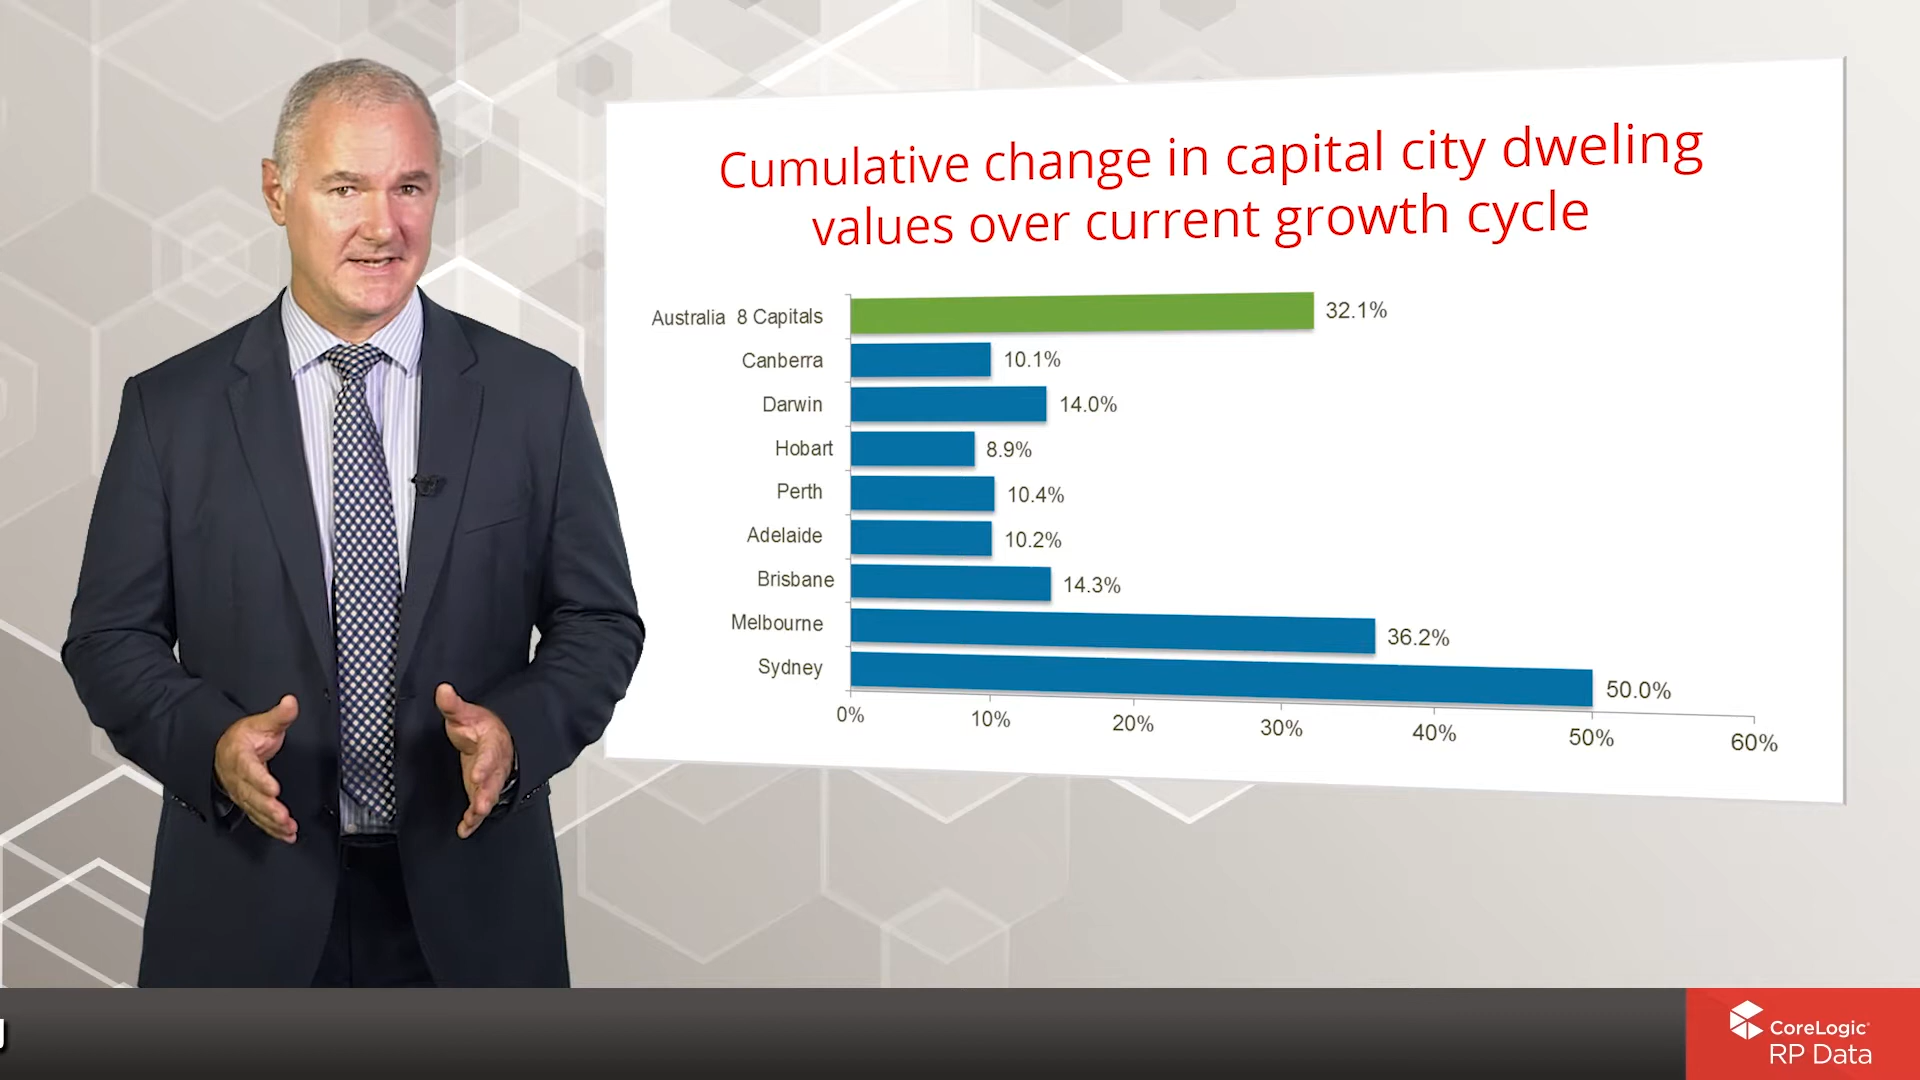 Cumulative change in capital city dweling
values over current growth cycle
Australia 8 Capitals 32.1%
Canberra 10.1%
Darwin 14.0%
Hobart 8.9%
Perth 10.4%
Adelaide 10.2%
Brisbane 14.3%
Melbourne 36.2%
Sydney 50.0%
0% 10% 20% 30% 40% 50% 60%
CoreLogic
RP Data